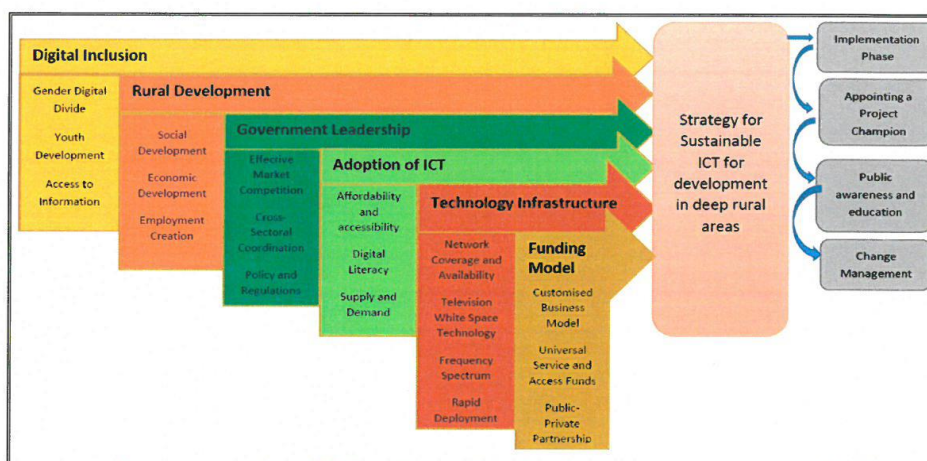 Digital Inclusion
Gender Digital
Divide
Youth
Development
Access to
Information
Rural Development
Social
Development
Economic
Development
Employment
Creation
Government Leadership
Effective
Market
Competition
Cross-
Sectoral
Coordination
Policy and
Regulations
Adoption of ICT
Affordability and
accessibility
Digital
Literacy
Supply and
Demand
Technology Infrastructure
Network
Coverage and
Availability
Television
White Space
Technology
Frequency
Spectrum
Rapid
Deployment
Funding
Model
Customised
Business
Model
Universal
Service and
Access Funds
Public-
Private
Partnership
Strategy for
Sustainable
ICT for
development
in deep rural
areas
Implementation
Phase
Appointing a
Project
Champion
Public
awareness and
education
Change
Management